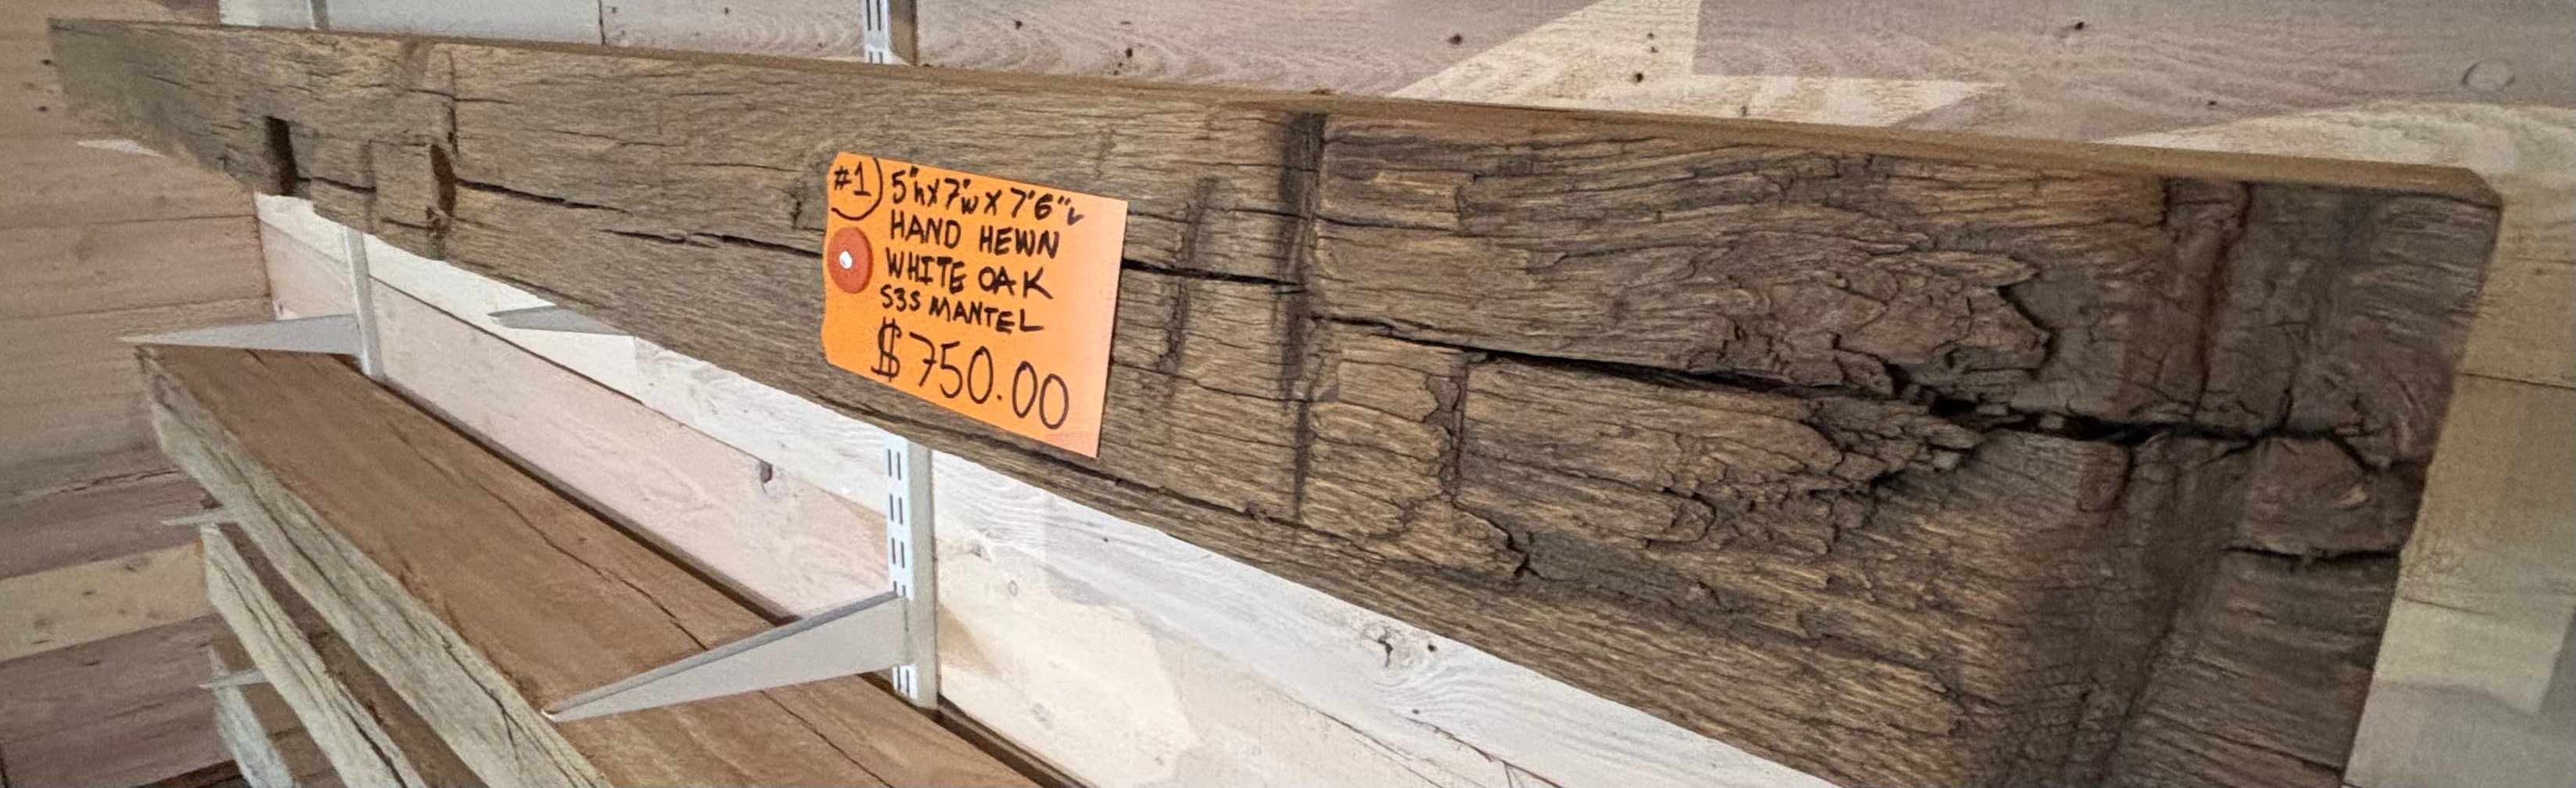 #1 5"h x 7"w x 7'6"L
HAND HEWN
WHITE OAK
S3S MANTEL
$750.00